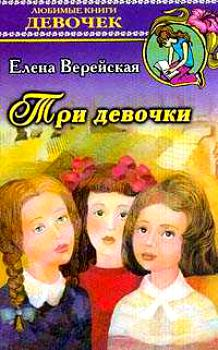 ЛЮБИМЫЕ КНИГИ
ДЕВОЧЕК
Елена Верейская
Три девочки